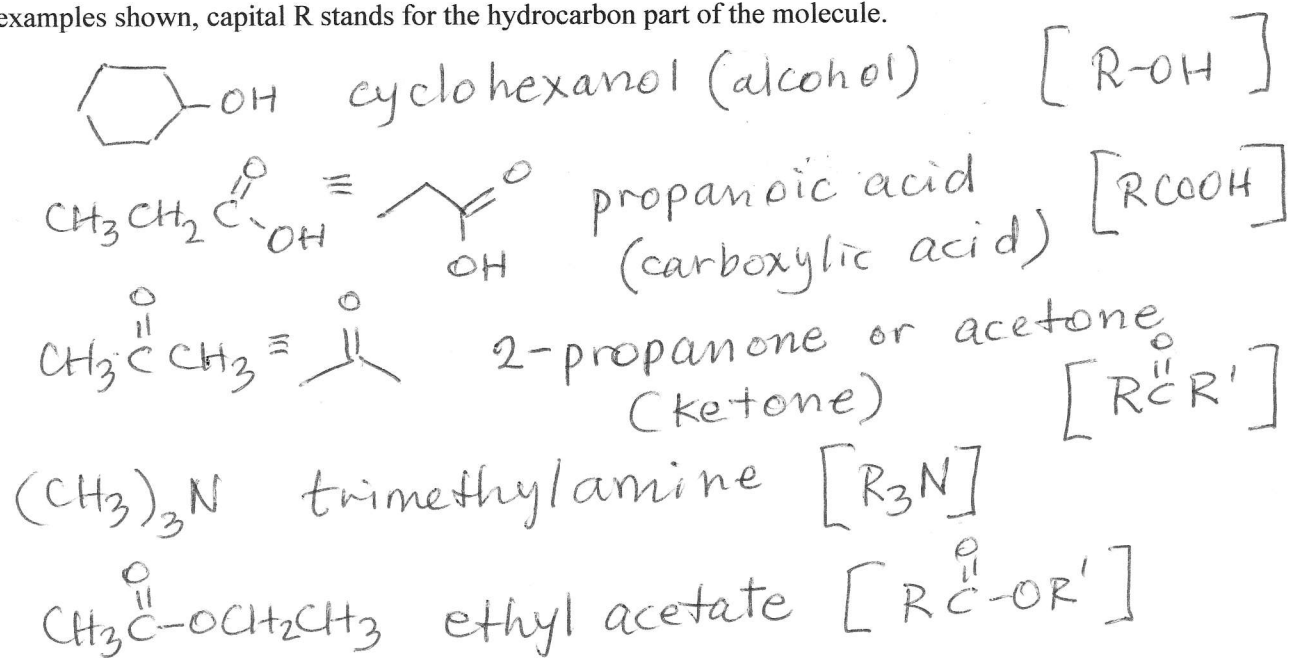 examples shown, capital R stands for the hydrocarbon part of the molecule.
-OH cyclohexanol (alcohol) [R-OH]
O O
CH3CH2C-OH ≡ propanoic acid [RCOOH]
OH (carboxylic acid)
O O
CH3CCH3 ≡ 2-propanone or acetone
(ketone) [RCR']
O
(CH3)3N trimethylamine [R3N]
O O
CH3C-OCH2CH3 ethyl acetate [RC-OR']